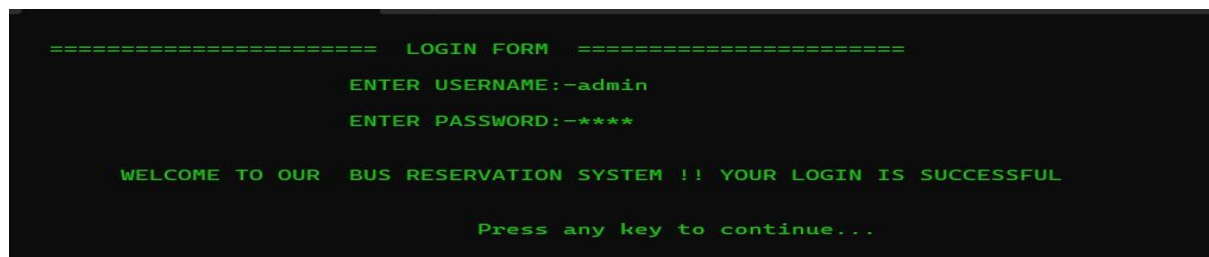 ======================= LOGIN FORM =======================
ENTER USERNAME:-admin
ENTER PASSWORD:-****
WELCOME TO OUR BUS RESERVATION SYSTEM !! YOUR LOGIN IS SUCCESSFUL
Press any key to continue...